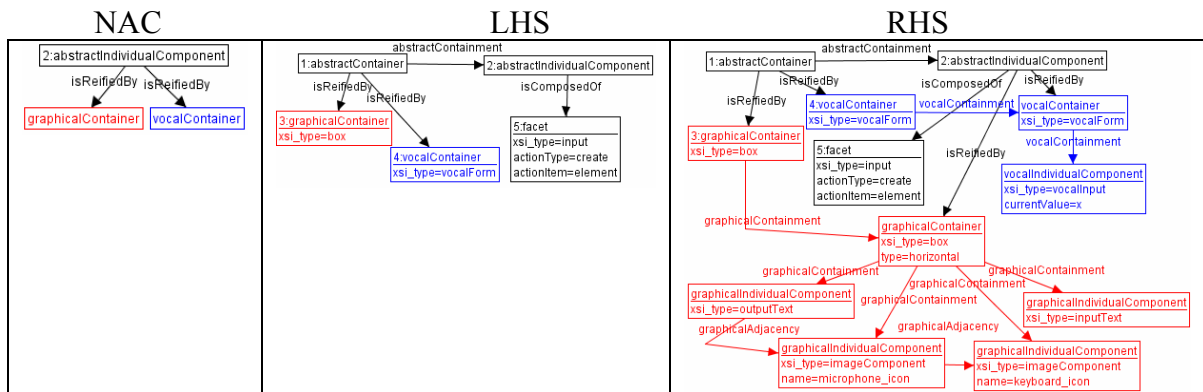 NAC
LHS
RHS
2:abstractIndividualComponent
isReifiedBy
isReifiedBy
graphicalContainer
vocalContainer
abstractContainment
1:abstractContainer
2:abstractIndividualComponent
isReifiedBy
isReifiedBy
isComposedOf
3:graphicalContainer
xsi_type=box
4:vocalContainer
xsi_type=vocalForm
5:facet
xsi_type=input
actionType=create
actionItem=element
abstractContainment
1:abstractContainer
2:abstractIndividualComponent
isComposedOf
isReifiedBy
isReifiedBy
isReifiedBy
4:vocalContainer
xsi_type=vocalForm
vocalContainment
vocalContainer
xsi_type=vocalForm
3:graphicalContainer
xsi_type=box
vocalContainment
5:facet
xsi_type=input
actionType=create
actionItem=element
isReifiedBy
vocalIndividualComponent
xsi_type=vocalInput
currentValue=x
graphicalContainment
graphicalContainer
xsi_type=box
type=horizontal
graphicalContainment
graphicalContainment
graphicalContainment
graphicalContainment
graphicalIndividualComponent
xsi_type=outputText
graphicalIndividualComponent
xsi_type=inputText
graphicalAdjacency
graphicalAdjacency
graphicalIndividualComponent
xsi_type=imageComponent
name=microphone_icon
graphicalIndividualComponent
xsi_type=imageComponent
name=keyboard_icon